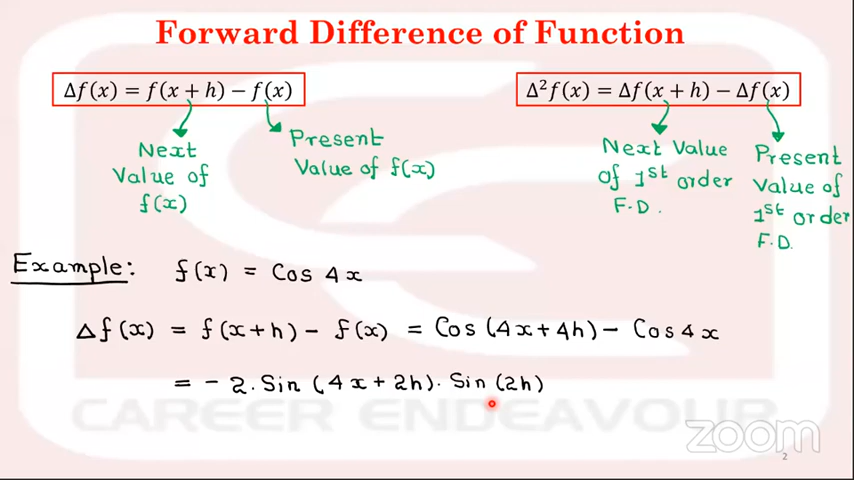 Forward Difference of Function
Δf(x) = f(x + h) − f(x)
Δ²f(x) = Δf(x + h) − Δf(x)
Next
Value of
f(x)
Present
Value of f(x)
Next Value
of 1st order
F.D.
Present
Value of
1st order
F.D.
Example: f(x) = Cos 4x
Δf(x) = f(x+h) − f(x) = Cos (4x+4h) − Cos 4x
= − 2. Sin (4x+2h). Sin (2h)
CAREER ENDEAVOUR
zoom
2